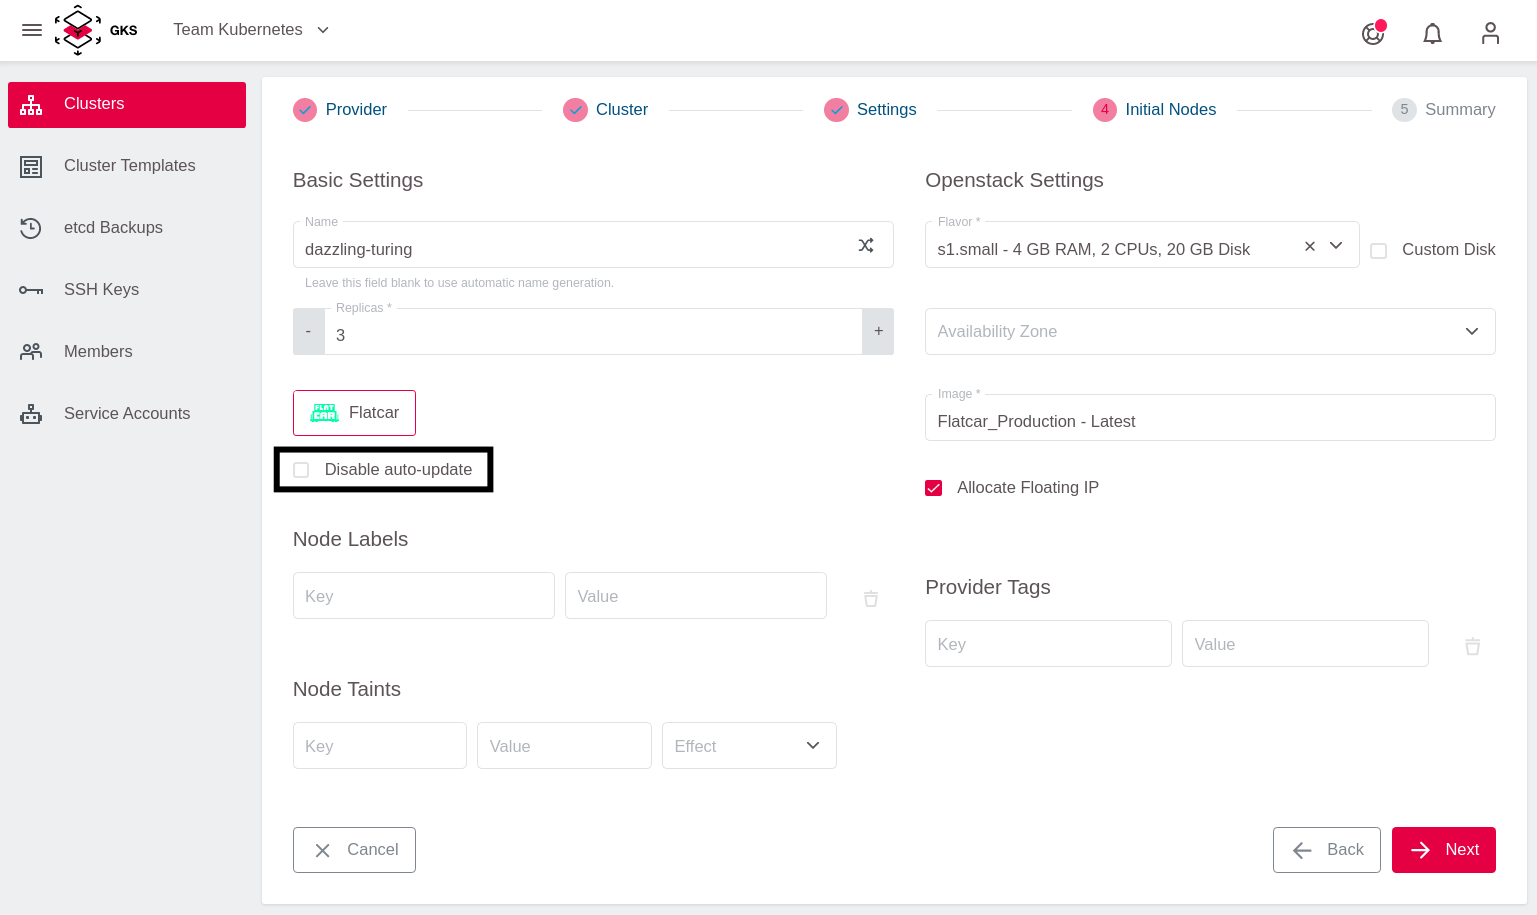 GKS
Team Kubernetes
Clusters
Cluster Templates
etcd Backups
SSH Keys
Members
Service Accounts
Provider
Cluster
Settings
4 Initial Nodes
5 Summary
Basic Settings
Name
dazzling-turing
Leave this field blank to use automatic name generation.
Replicas *
- 3 +
FLAT CAR Flatcar
Disable auto-update
Node Labels
Key Value
Node Taints
Key Value Effect
Openstack Settings
Flavor *
s1.small - 4 GB RAM, 2 CPUs, 20 GB Disk
Custom Disk
Availability Zone
Image *
Flatcar_Production - Latest
Allocate Floating IP
Provider Tags
Key Value
Cancel
Back
Next